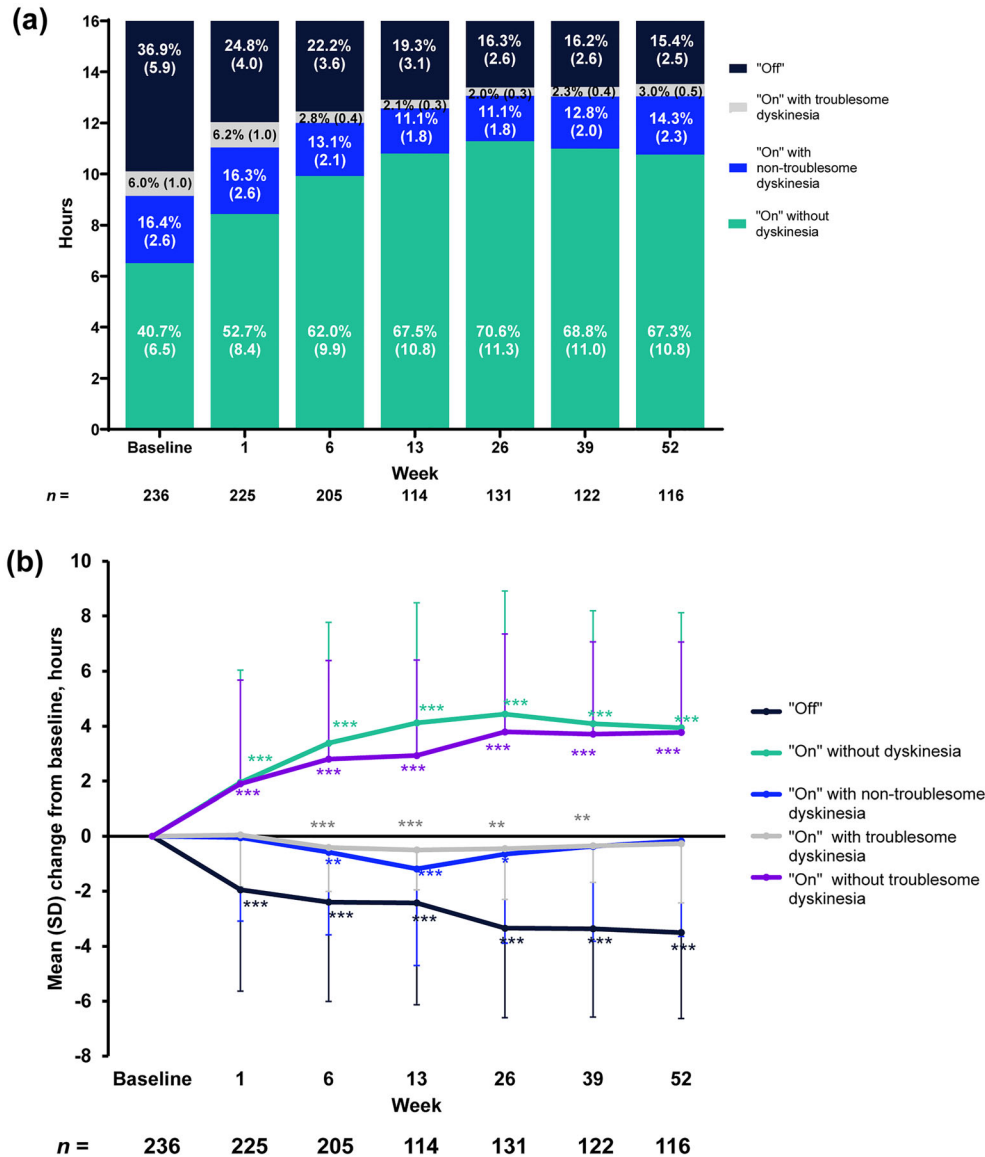 (a)
16
14
12
10
8
6
4
2
0
Hours
36.9%
(5.9)
6.0% (1.0)
16.4%
(2.6)
40.7%
(6.5)
24.8%
(4.0)
6.2% (1.0)
16.3%
(2.6)
52.7%
(8.4)
22.2%
(3.6)
2.8% (0.4)
13.1%
(2.1)
62.0%
(9.9)
19.3%
(3.1)
2.1% (0.3)
11.1%
(1.8)
67.5%
(10.8)
16.3%
(2.6)
2.0% (0.3)
11.1%
(1.8)
70.6%
(11.3)
16.2%
(2.6)
2.3% (0.4)
12.8%
(2.0)
68.8%
(11.0)
15.4%
(2.5)
3.0% (0.5)
14.3%
(2.3)
67.3%
(10.8)
"Off"
"On" with troublesome
dyskinesia
"On" with
non-troublesome
dyskinesia
"On" without
dyskinesia
Baseline 1 6 13 26 39 52
Week
n = 236 225 205 114 131 122 116
(b)
10
8
6
4
2
0
-2
-4
-6
-8
Mean (SD) change from baseline, hours
*** *** *** *** *** ***
*** *** *** *** *** ***
*** *** ** **
** *** *
*** *** *** *** *** ***
"Off"
"On" without dyskinesia
"On" with non-troublesome
dyskinesia
"On" with troublesome
dyskinesia
"On" without troublesome
dyskinesia
Baseline 1 6 13 26 39 52
Week
n = 236 225 205 114 131 122 116